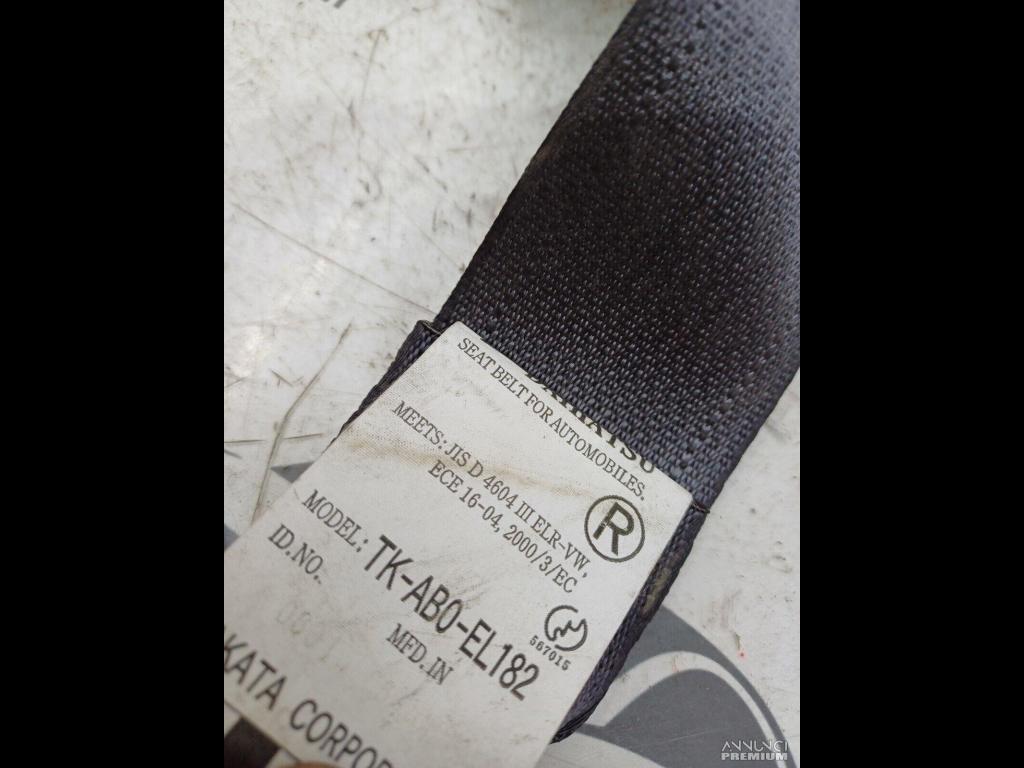 SEAT BELT FOR AUTOMOBILES.
MEETS: JIS D 4604 III ELR-VW,
ECE 16-04, 2000/3/EC
R
MODEL: TK-AB0-EL182
567015
ID.NO.
MFD.IN
KATA CORPOR
ANNUNCI
PREMIUM